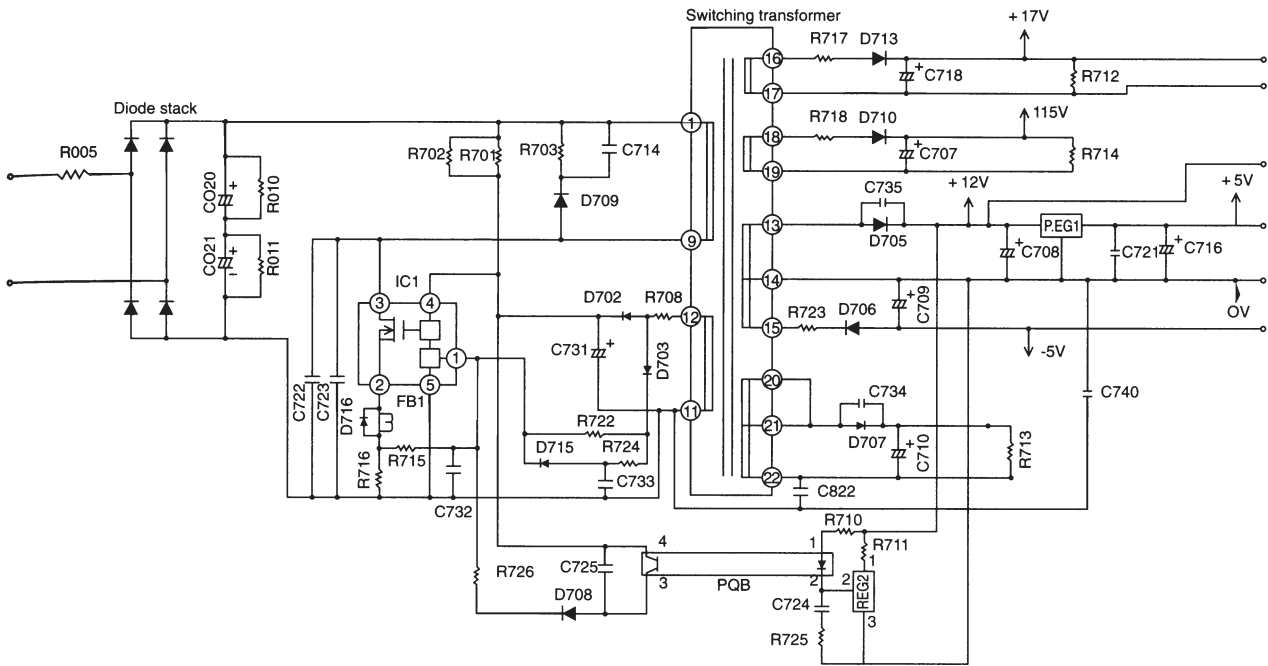 Switching transformer
+ 17V
R717
D713
16
+
C718
R712
17
Diode stack
115V
R718
D710
1
18
+
C707
R714
19
R005
R702
R701
R703
C714
C735
+ 12V
+ 5V
CO20
+
R010
D709
13
D705
P.EG1
+
C708
C721
+
C716
CO21
+
–
R011
9
IC1
14
+
C709
OV
3
4
D702
R708
12
R723
D706
15
C731
+
D703
-5V
1
2
5
FB1
C722
C723
D716
20
C734
C740
11
R722
21
D707
+
C710
R713
R716
R715
D715
R724
22
C733
C822
C732
R710
4
1
R711
1
R726
C725
3
PQB
2
2
REG2
3
D708
C724
R725